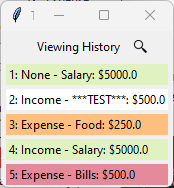 Viewing History
1: None - Salary: $5000.0
2: Income - ***TEST***: $500.0
3: Expense - Food: $250.0
4: Income - Salary: $5000.0
5: Expense - Bills: $500.0